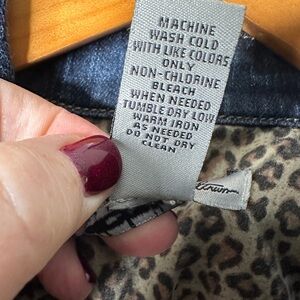 MACHINE
WASH COLD
WITH LIKE COLORS
ONLY
NON-CHLORINE
BLEACH
WHEN NEEDED
TUMBLE DRY LOW
WARM IRON
AS NEEDED
DO NOT DRY
CLEAN